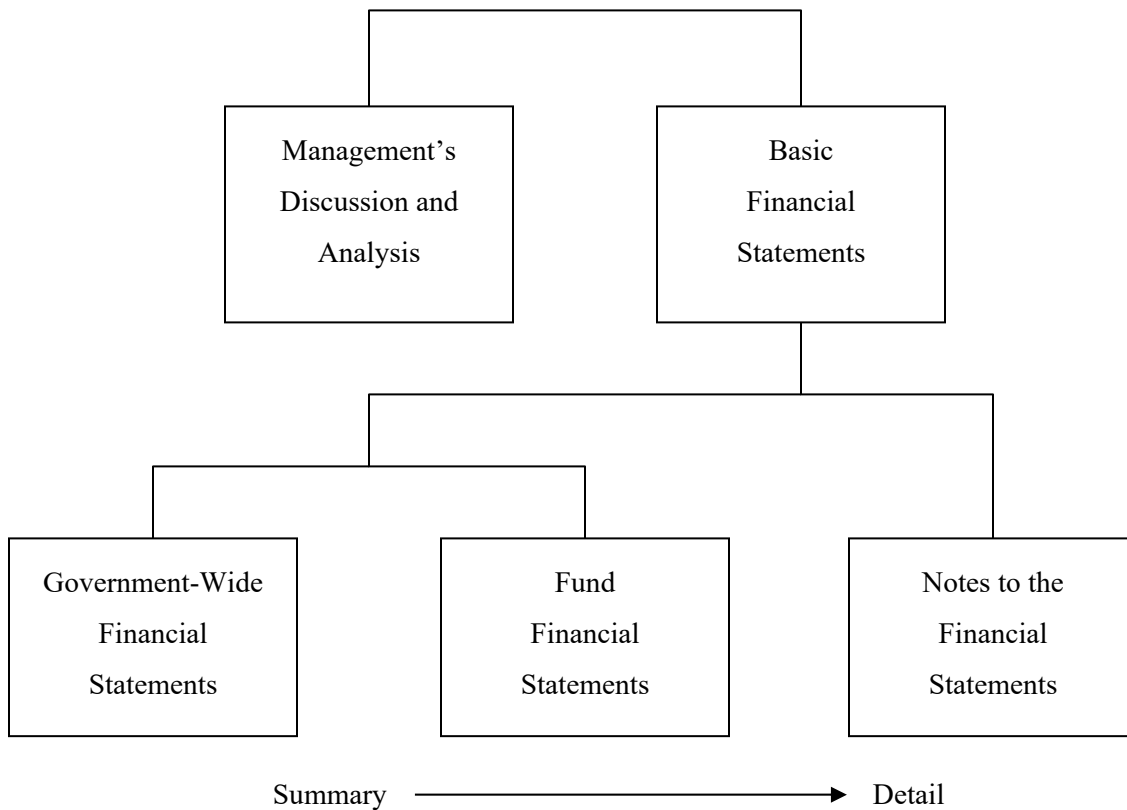 Management’s
Discussion and
Analysis
Basic
Financial
Statements
Government-Wide
Financial
Statements
Fund
Financial
Statements
Notes to the
Financial
Statements
Summary
Detail